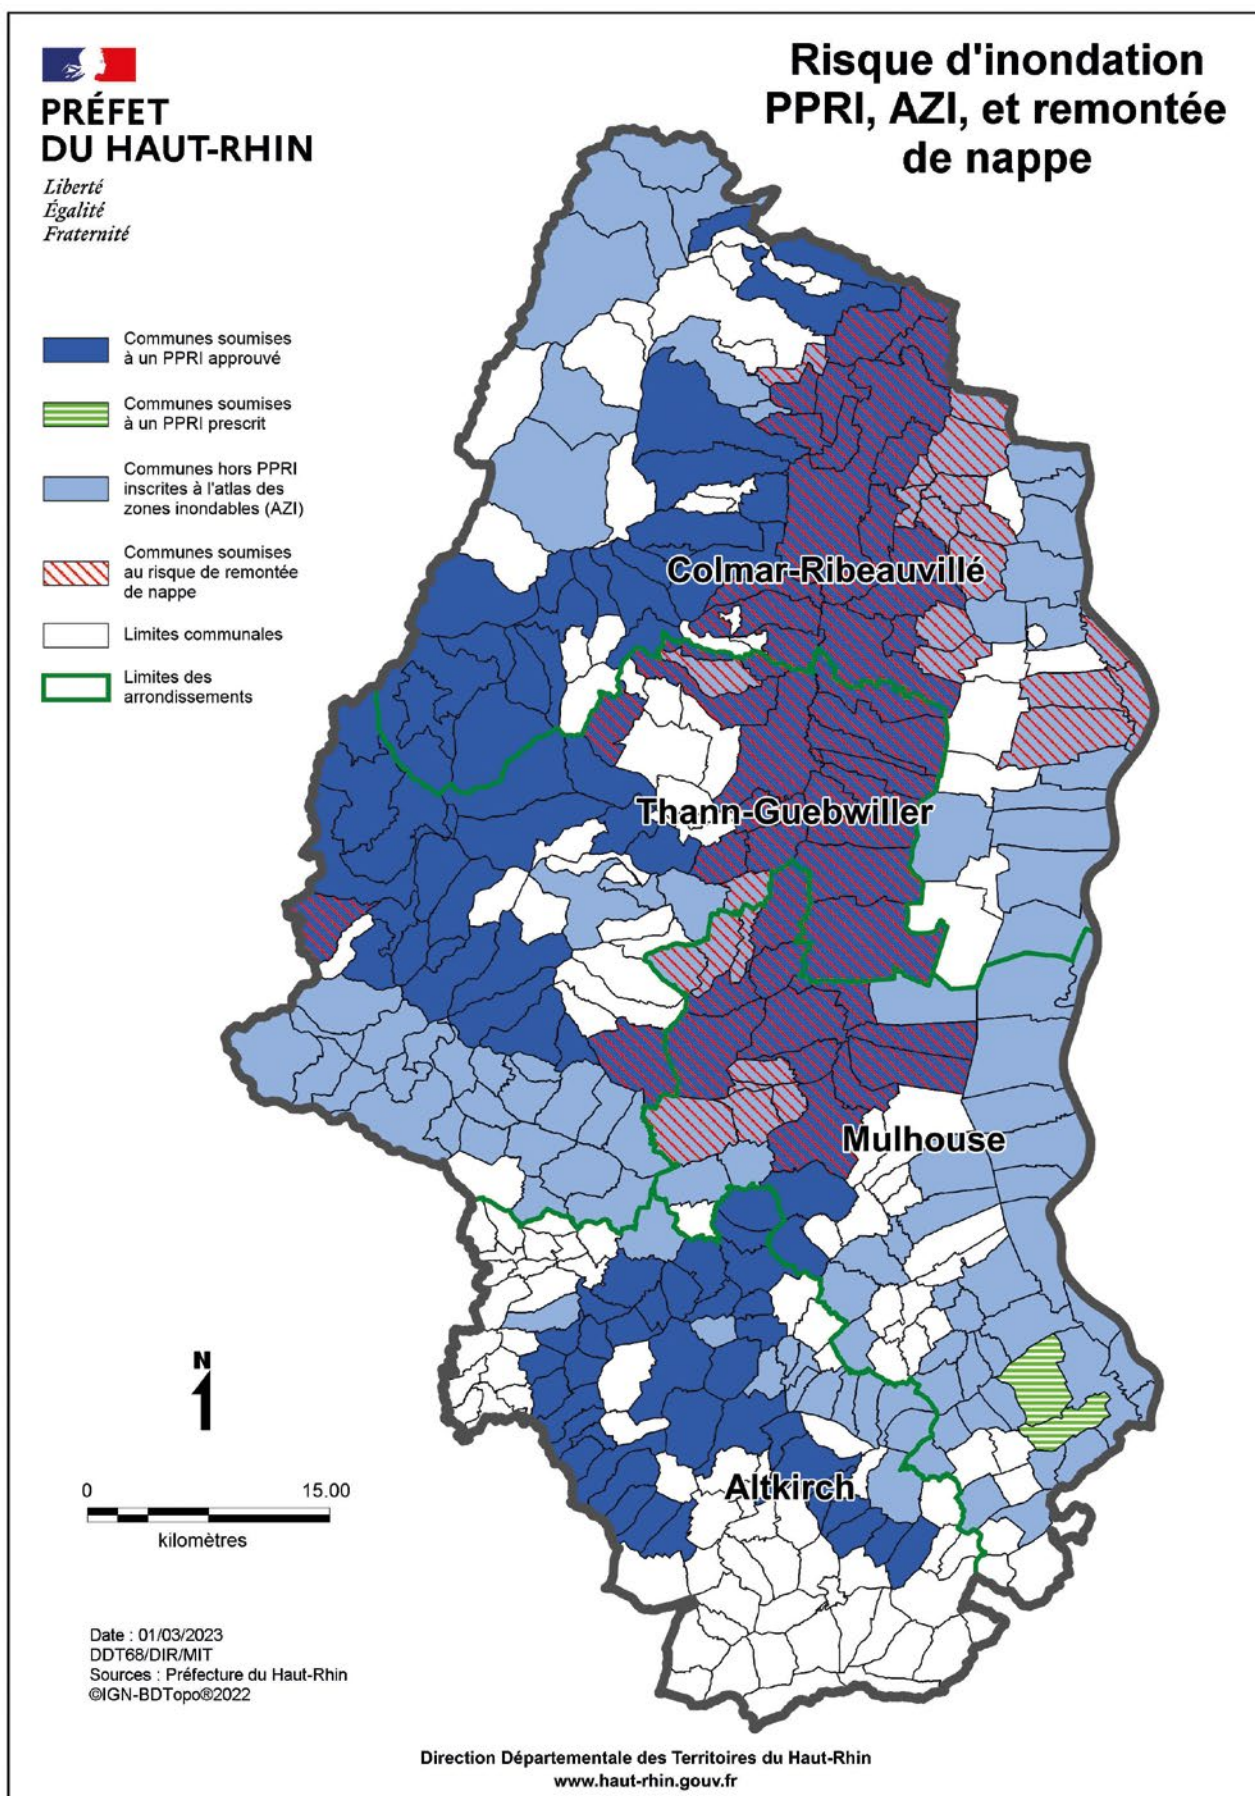 PRÉFET
DU HAUT-RHIN
Liberté
Égalité
Fraternité
Risque d'inondation
PPRI, AZI, et remontée
de nappe
Communes soumises
à un PPRI approuvé
Communes soumises
à un PPRI prescrit
Communes hors PPRI
inscrites à l'atlas des
zones inondables (AZI)
Communes soumises
au risque de remontée
de nappe
Limites communales
Limites des
arrondissements
Colmar-Ribeauvillé
Thann-Guebwiller
Mulhouse
Altkirch
N
0 15.00
kilomètres
Date : 01/03/2023
DDT68/DIR/MIT
Sources : Préfecture du Haut-Rhin
©IGN-BDTopo®2022
Direction Départementale des Territoires du Haut-Rhin
www.haut-rhin.gouv.fr